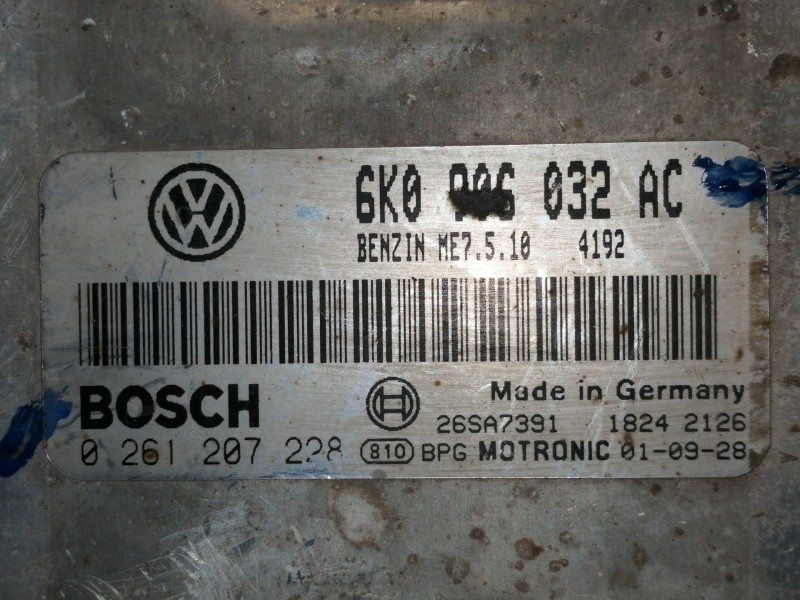 6K0 906 032 AC
BENZIN ME7.5.10 4192
BOSCH Made in Germany
26SA7391 1824 2126
0 261 207 228 810 BPG MOTRONIC 01-09-28